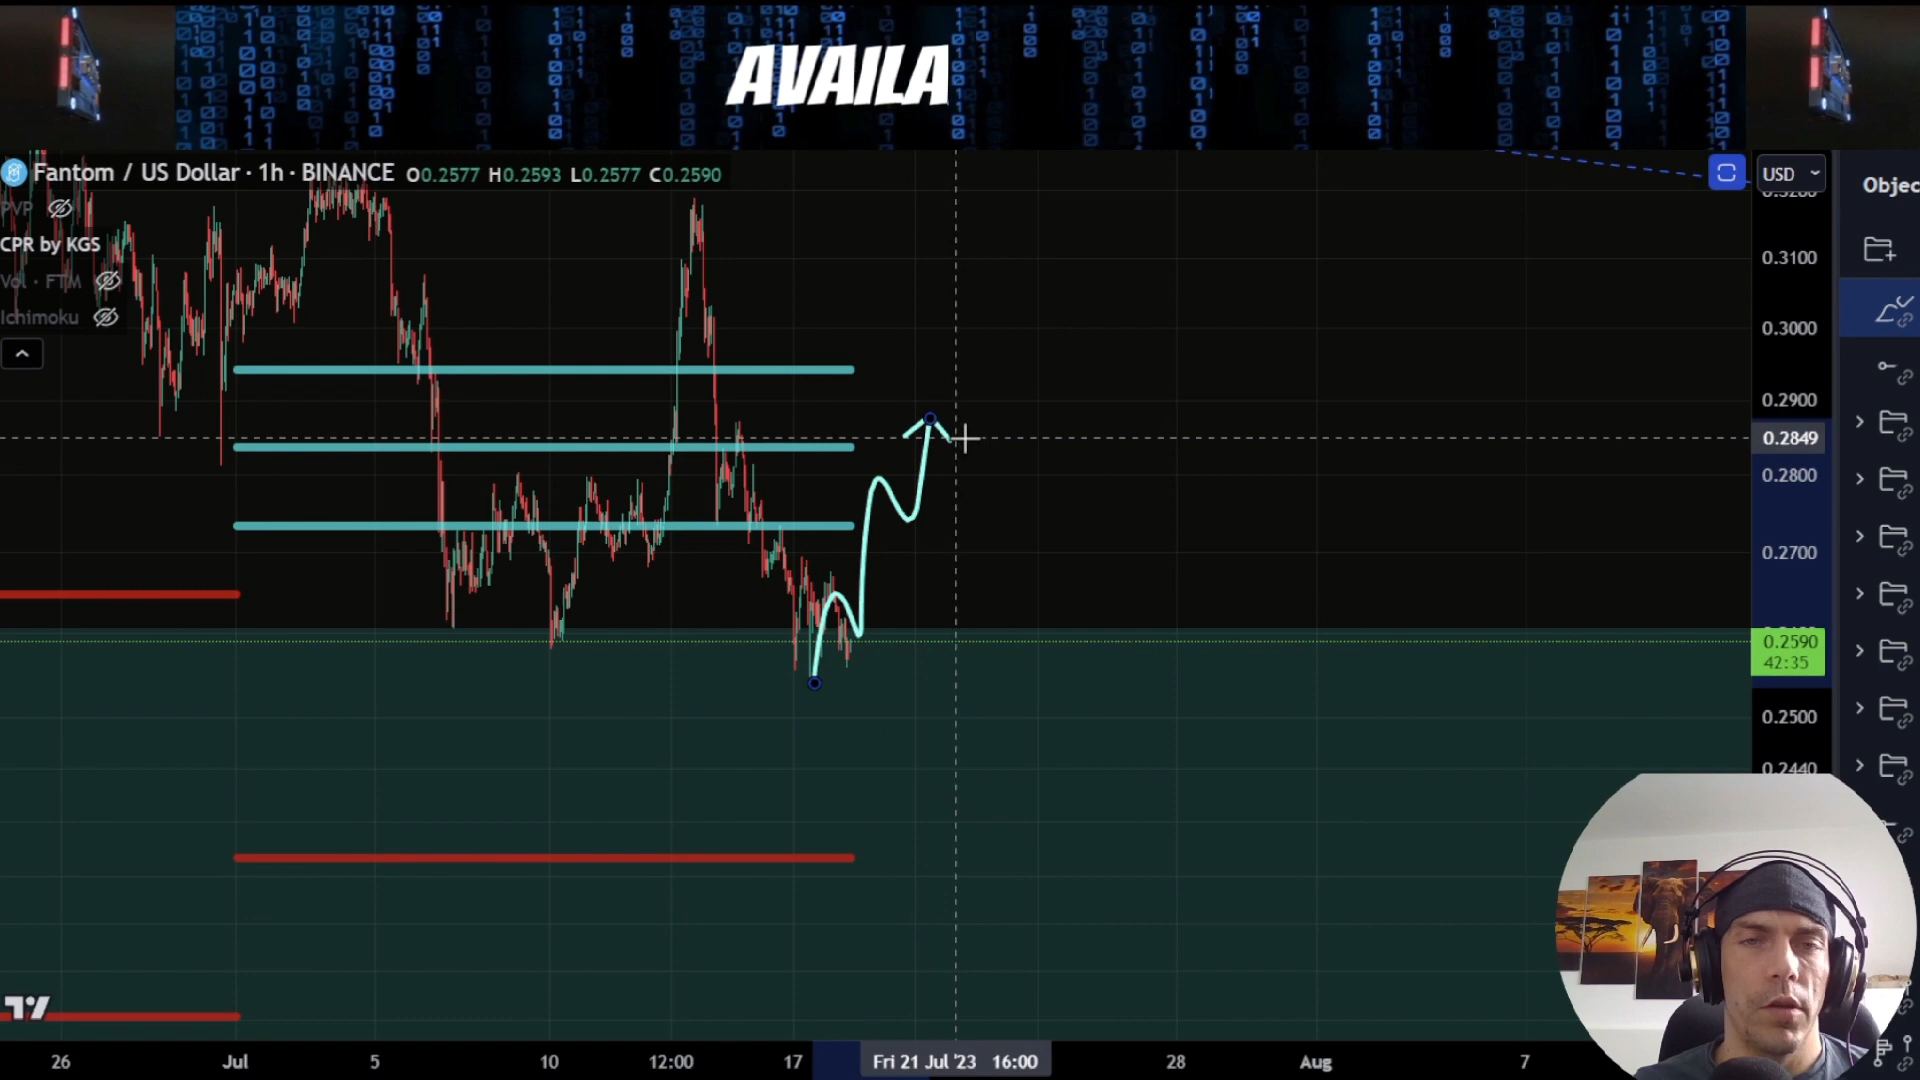 AVAILA
Fantom / US Dollar · 1h · BINANCE O0.2577 H0.2593 L0.2577 C0.2590
USD
Objec
PVP
CPR by KGS
Vol · FTM
Ichimoku
0.3100
0.3000
0.2900
0.2849
0.2800
0.2700
0.2590
42:35
0.2500
0.2440
26 Jul 5 10 12:00 17 Fri 21 Jul '23 16:00 28 Aug 7